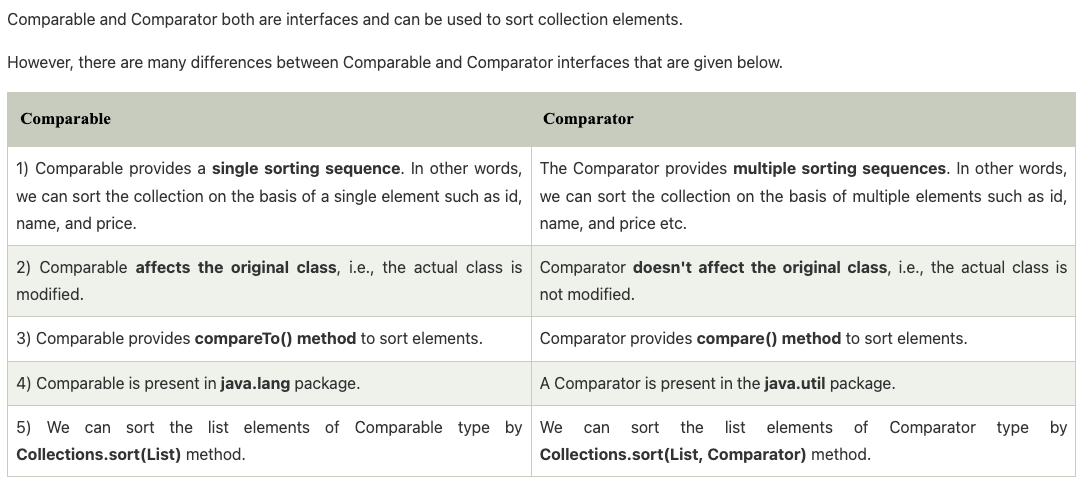 Comparable and Comparator both are interfaces and can be used to sort collection elements.
However, there are many differences between Comparable and Comparator interfaces that are given below.
Comparable
Comparator
1) Comparable provides a single sorting sequence. In other words,
we can sort the collection on the basis of a single element such as id,
name, and price.
The Comparator provides multiple sorting sequences. In other words,
we can sort the collection on the basis of multiple elements such as id,
name, and price etc.
2) Comparable affects the original class, i.e., the actual class is
modified.
Comparator doesn't affect the original class, i.e., the actual class is
not modified.
3) Comparable provides compareTo() method to sort elements.
Comparator provides compare() method to sort elements.
4) Comparable is present in java.lang package.
A Comparator is present in the java.util package.
5) We can sort the list elements of Comparable type by
Collections.sort(List) method.
We can sort the list elements of Comparator type by
Collections.sort(List, Comparator) method.